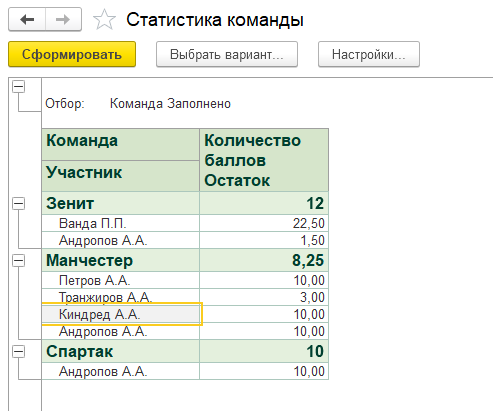 Статистика команды
Сформировать Выбрать вариант... Настройки...
Отбор: Команда Заполнено
Команда Количество
баллов
Участник Остаток
Зенит 12
Ванда П.П. 22,50
Андропов А.А. 1,50
Манчестер 8,25
Петров А.А. 10,00
Транжиров А.А. 3,00
Киндред А.А. 10,00
Андропов А.А. 10,00
Спартак 10
Андропов А.А. 10,00